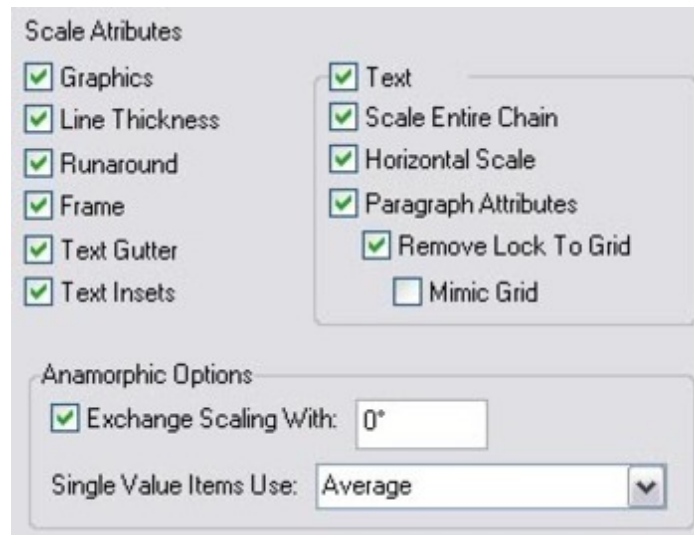 Scale Atributes
Graphics
Line Thickness
Runaround
Frame
Text Gutter
Text Insets
Text
Scale Entire Chain
Horizontal Scale
Paragraph Attributes
Remove Lock To Grid
Mimic Grid
Anamorphic Options
Exchange Scaling With: 0°
Single Value Items Use: Average